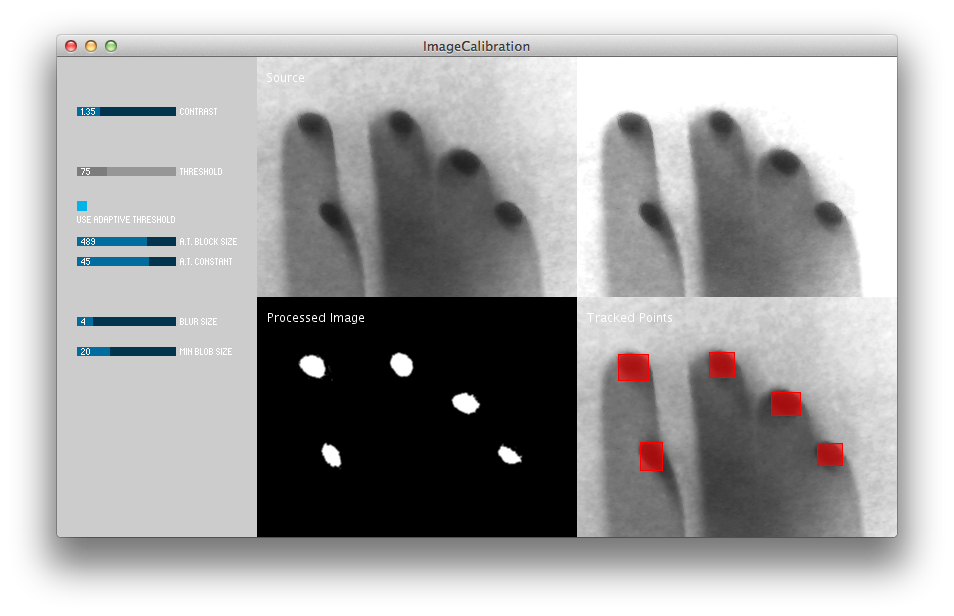 ImageCalibration
1.35 CONTRAST
75 THRESHOLD
USE ADAPTIVE THRESHOLD
489 A.T. BLOCK SIZE
45 A.T. CONSTANT
4 BLUR SIZE
20 MIN BLOB SIZE
Source
Processed Image
Tracked Points